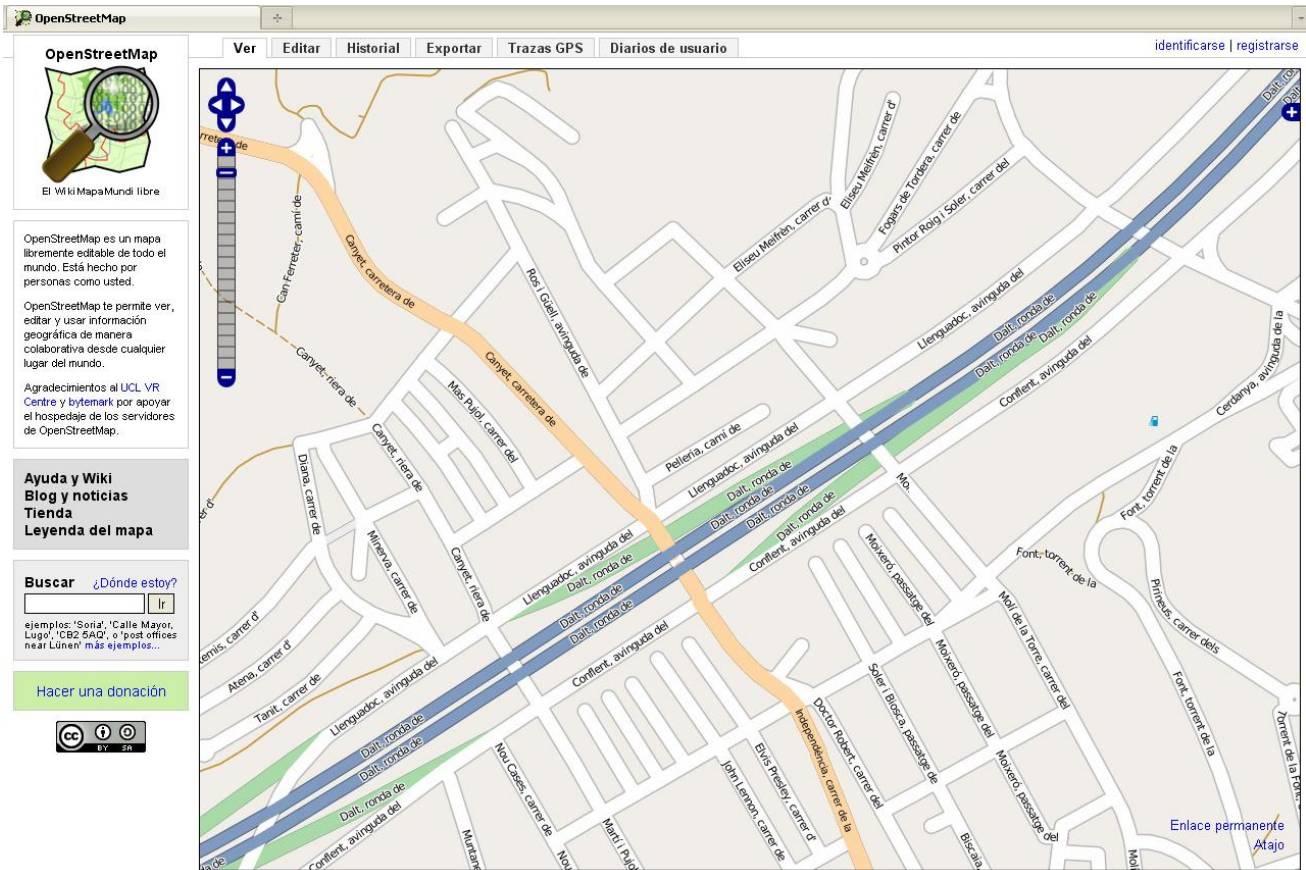 OpenStreetMap
OpenStreetMap
El WikiMapaMundi libre
OpenStreetMap es un mapa
libremente editable de todo el
mundo. Está hecho por
personas como usted.
OpenStreetMap te permite ver,
editar y usar información
geográfica de manera
colaborativa desde cualquier
lugar del mundo.
Agradecimientos al UCL VR
Centre y bytemark por apoyar
el hospedaje de los servidores
de OpenStreetMap.
Ayuda y Wiki
Blog y noticias
Tienda
Leyenda del mapa
Buscar ¿Dónde estoy?
Ir
ejemplos: 'Soria', 'Calle Mayor,
Lugo', 'CB2 5AQ', o 'post offices
near Lünen' más ejemplos...
Hacer una donación
cc BY SA
Ver Editar Historial Exportar Trazas GPS Diarios de usuario
identificarse | registrarse
Can Ferreter, camí de
Canyet, carretera de
Canyet, carretera de
Ros i Güell, avinguda de
Eliseu Meifrèn, carrer d'
Eliseu Meifrèn, carrer d'
Fogars de Tordera, carrer de
Pintor Roig i Soler, carrer del
Llenguadoc, avinguda del
Dalt, ronda de
Dalt, ronda de
Dalt, ronda de
Conflent, avinguda del
Cerdanya, avinguda de la
Canyet, riera de
Mas Pujol, carrer del
Canyet, riera de
Pelleria, camí de
Llenguadoc, avinguda del
Dalt, ronda de
Dalt, ronda de
Dalt, ronda de
Dalt, ronda de
Conflent, avinguda del
Diana, carrer de
Minerva, carrer de
Canyet, riera de
Llenguadoc, avinguda del
Dalt, ronda de
Dalt, ronda de
Dalt, ronda de
Conflent, avinguda del
Font, torrent de la
Font, torrent de la
Pirineus, carrer dels
Font, torrent de la
Moixeró, passatge del
Moixeró, passatge del
Moixeró, passatge del
Molí de la Torre, carrer del
Soler i Biosca, passatge de
Doctor Robert, carrer del
Independència, carrer de la
Elvis Presley, carrer d'
John Lennon, carrer de
Nou Cases, carrer de
Atena, carrer d'
Tanit, carrer de
Llenguadoc, avinguda del
Dalt, ronda de
Dalt, ronda de
Dalt, ronda de
Conflent, avinguda del
Enlace permanente
Atajo